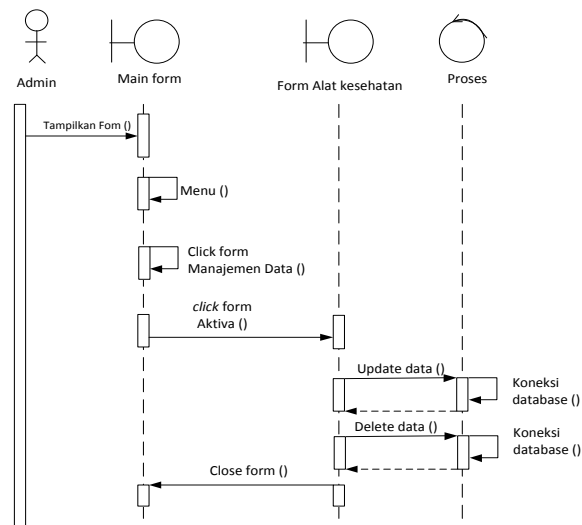 Admin
Main form
Form Alat kesehatan
Proses
Tampilkan Fom ()
Menu ()
Click form
Manajemen Data ()
click form
Aktiva ()
Update data ()
Koneksi
database ()
Delete data ()
Koneksi
database ()
Close form ()